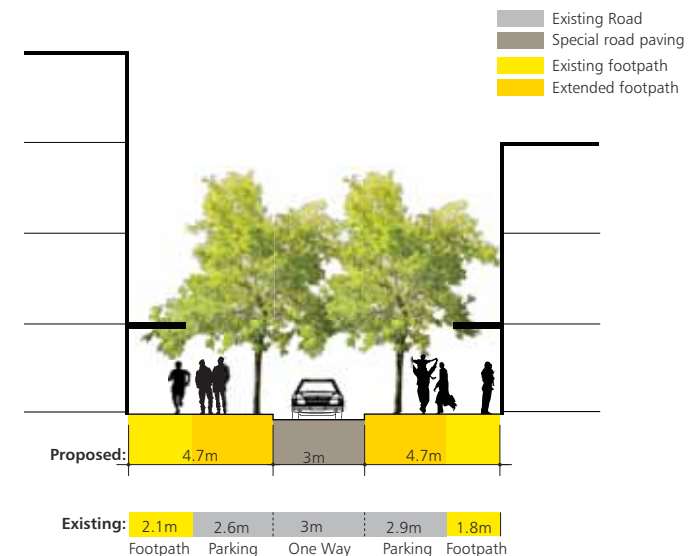 Existing Road
Special road paving
Existing footpath
Extended footpath
Proposed: 4.7m 3m 4.7m
Existing: 2.1m 2.6m 3m 2.9m 1.8m
Footpath Parking One Way Parking Footpath